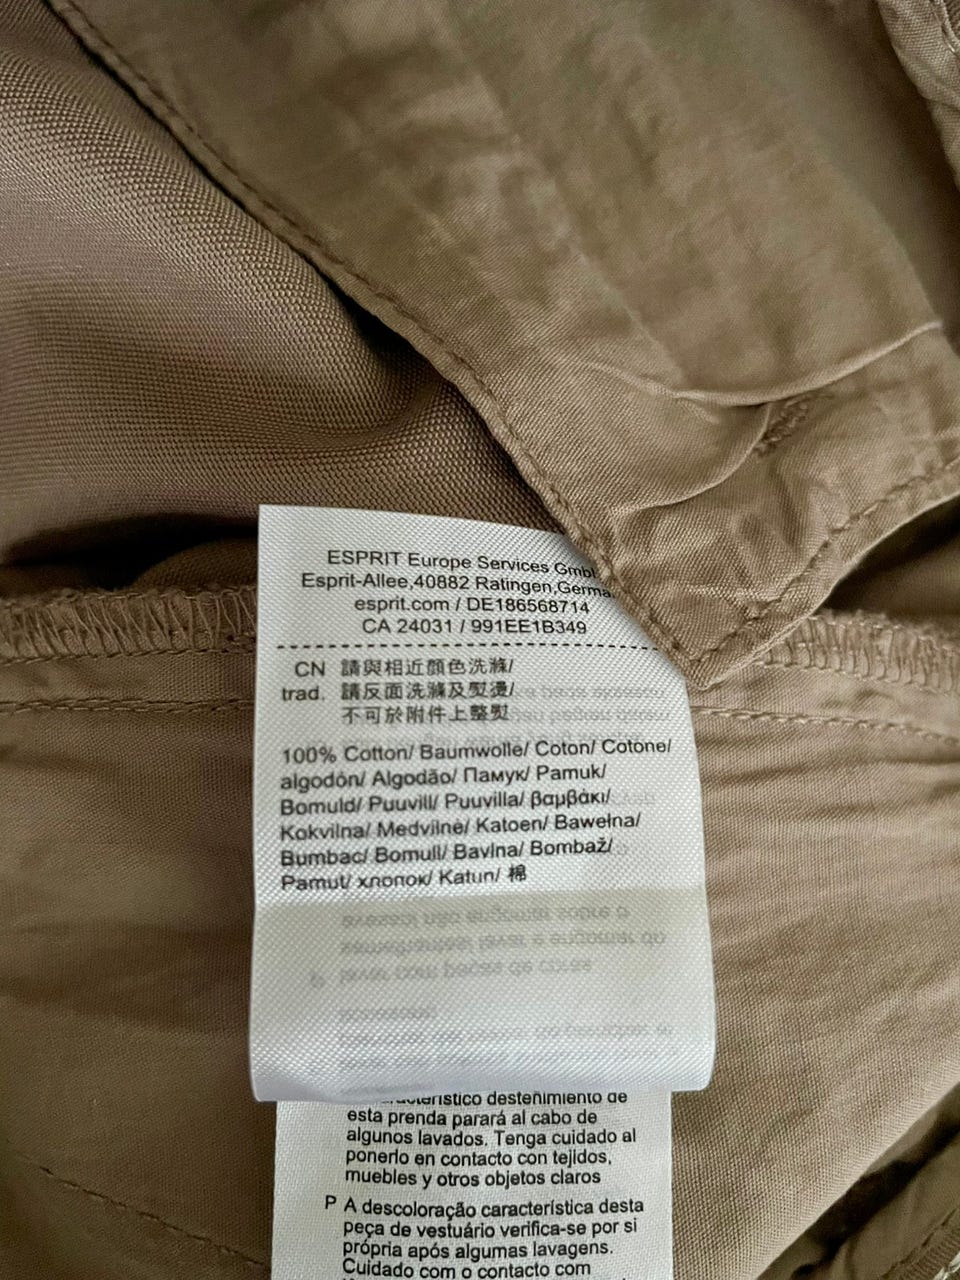 ESPRIT Europe Services
Esprit-Allee,40882 Ratingen,
esprit.com / DE186568714
CA 24031 / 991EE1B349
CN 請與相近顏色洗滌/
trad. 請反面洗滌及熨燙/
不可於附件上整熨
100% Cotton/ Baumwolle/ Coton/ Cotone/
algodón/ Algodão/ Памук/ Pamuk/
Bomuld/ Puuvill/ Puuvilla/ βαμβάκι/
Kokvilna/ Medvilnė/ Katoen/ Bawełna/
Bumbac/ Bomull/ Bavlna/ Bombaž/
Pamut/ хлопок/ Katun/ 棉
desteñimiento de
esta prenda parará al cabo de
algunos lavados. Tenga cuidado al
ponerlo en contacto con tejidos,
muebles y otros objetos claros
P A descoloração característica desta
peça de vestuário verifica-se por si
própria após algumas lavagens.
Cuidado com o contacto com